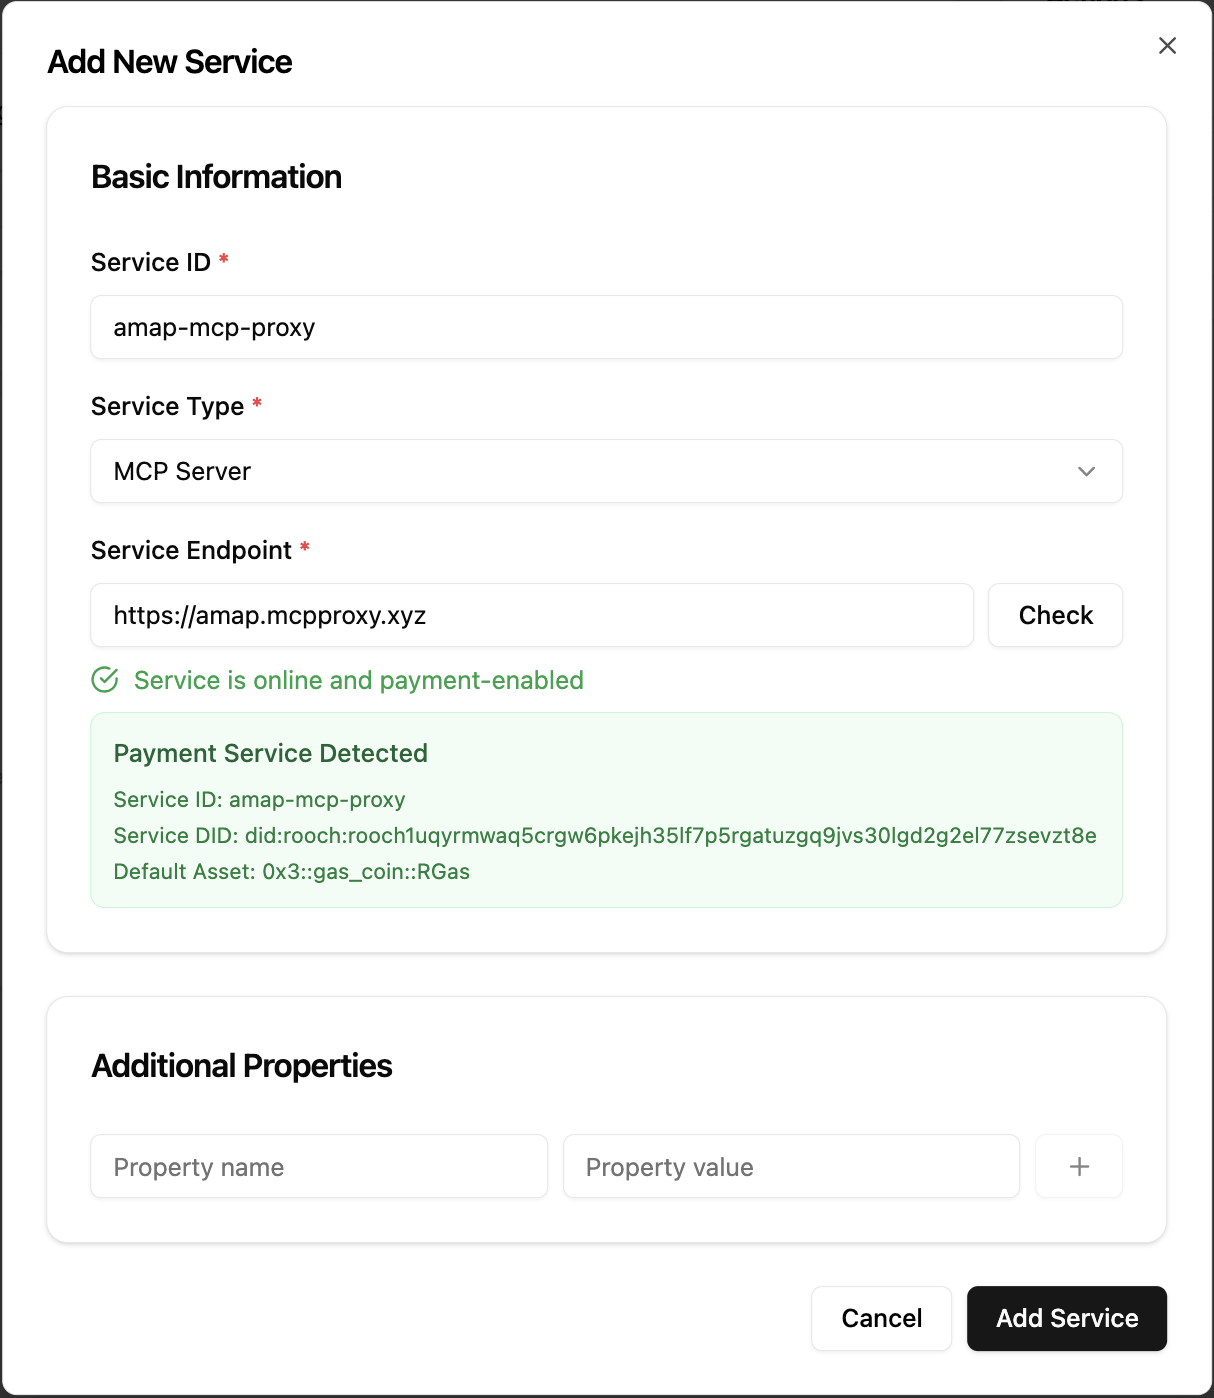 Add New Service
Basic Information
Service ID *
amap-mcp-proxy
Service Type *
MCP Server
Service Endpoint *
https://amap.mcpproxy.xyz
Check
Service is online and payment-enabled
Payment Service Detected
Service ID: amap-mcp-proxy
Service DID: did:rooch:rooch1uqyrmwaq5crgw6pkejh35lf7p5rgatuzgq9jvs30lgd2g2el77zsevzt8e
Default Asset: 0x3::gas_coin::RGas
Additional Properties
Property name
Property value
Cancel
Add Service